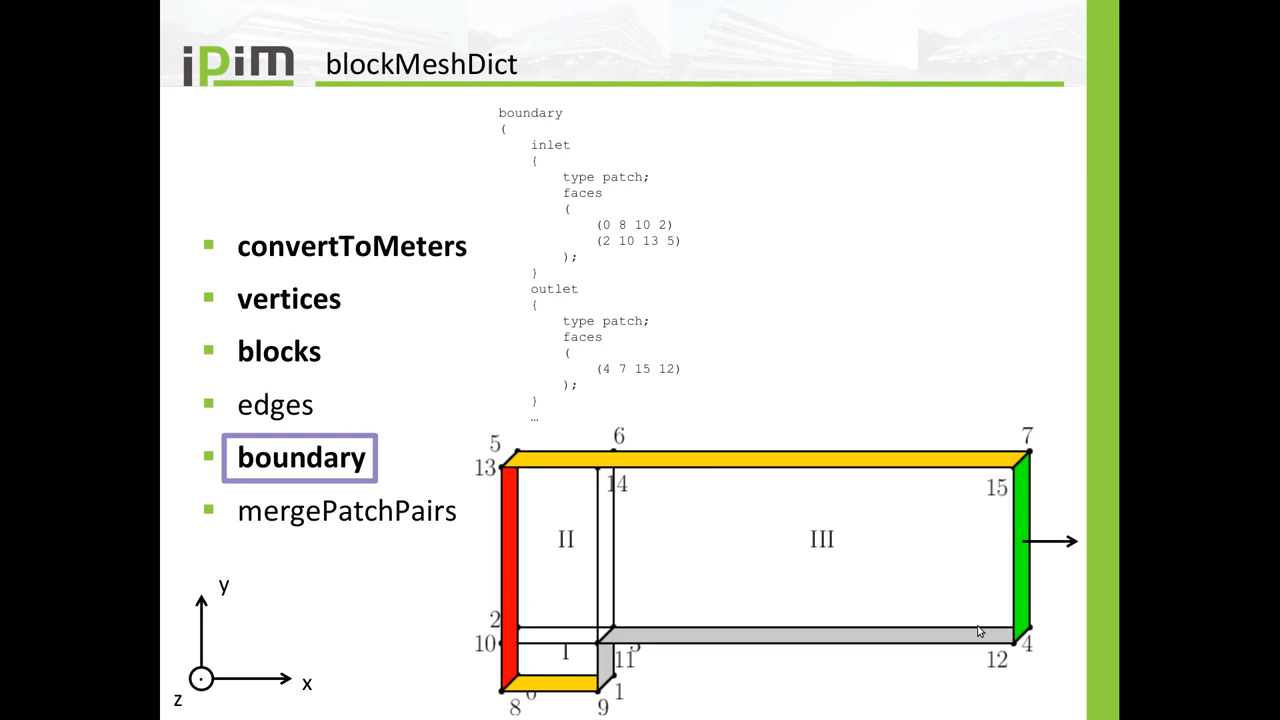 ipim
blockMeshDict
boundary
(
inlet
{
type patch;
faces
(
(0 8 10 2)
(2 10 13 5)
);
}
outlet
{
type patch;
faces
(
(4 7 15 12)
);
}
…
convertToMeters
vertices
blocks
edges
boundary
mergePatchPairs
5
6
7
13
14
15
II
III
2
10
I
3
11
4
12
0
1
8
9
y
x
z